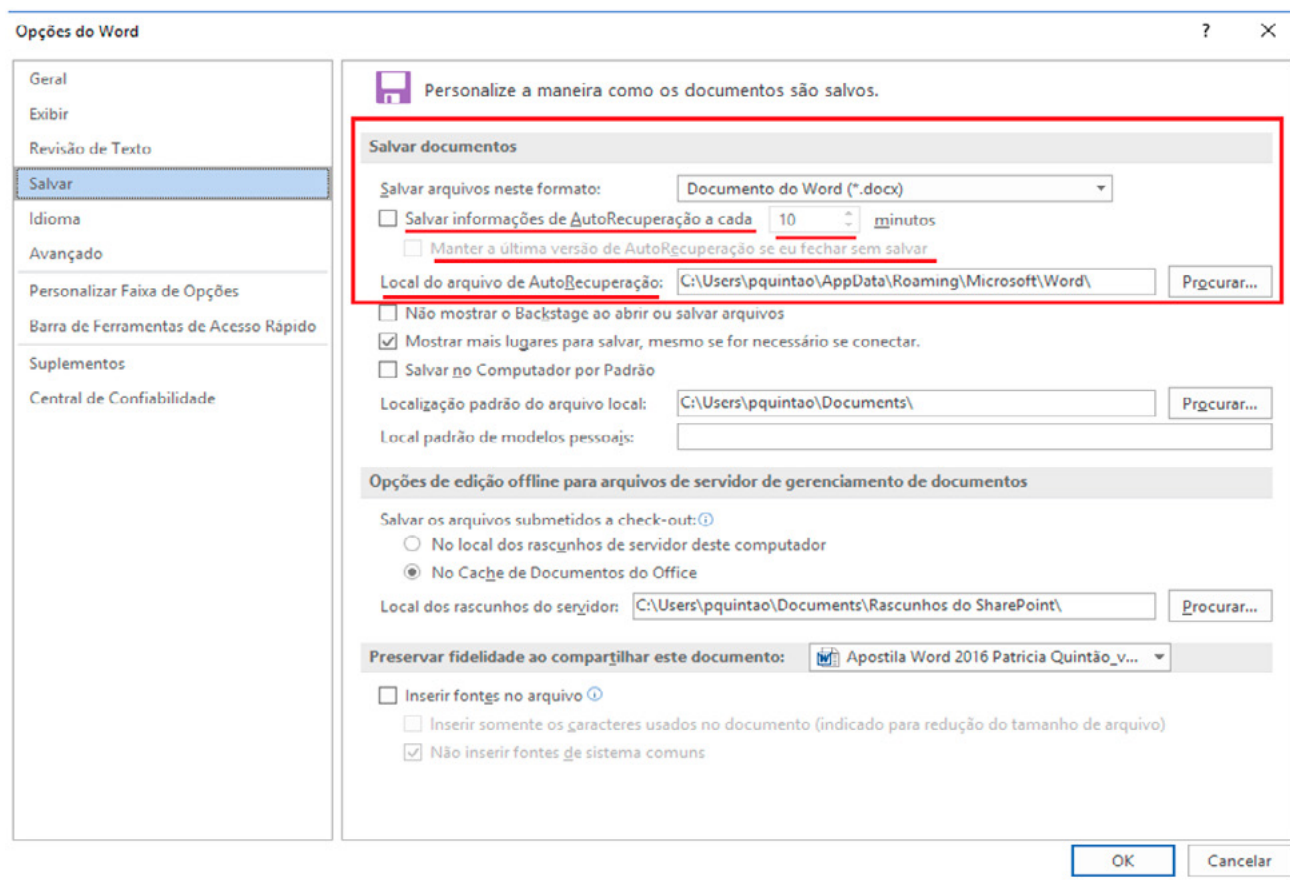 Opções do Word
?
Geral
Exibir
Revisão de Texto
Salvar
Idioma
Avançado
Personalizar Faixa de Opções
Barra de Ferramentas de Acesso Rápido
Suplementos
Central de Confiabilidade
Personalize a maneira como os documentos são salvos.
Salvar documentos
Salvar arquivos neste formato: Documento do Word (*.docx)
Salvar informações de AutoRecuperação a cada 10 minutos
Manter a última versão de AutoRecuperação se eu fechar sem salvar
Local do arquivo de AutoRecuperação: C:\Users\pquintao\AppData\Roaming\Microsoft\Word\ Procurar...
Não mostrar o Backstage ao abrir ou salvar arquivos
Mostrar mais lugares para salvar, mesmo se for necessário se conectar.
Salvar no Computador por Padrão
Localização padrão do arquivo local: C:\Users\pquintao\Documents\ Procurar...
Local padrão de modelos pessoais:
Opções de edição offline para arquivos de servidor de gerenciamento de documentos
Salvar os arquivos submetidos a check-out:
No local dos rascunhos de servidor deste computador
No Cache de Documentos do Office
Local dos rascunhos do servidor: C:\Users\pquintao\Documents\Rascunhos do SharePoint\ Procurar...
Preservar fidelidade ao compartilhar este documento: Apostila Word 2016 Patricia Quintão_v...
Inserir fontes no arquivo
Inserir somente os caracteres usados no documento (indicado para redução do tamanho de arquivo)
Não inserir fontes de sistema comuns
OK Cancelar